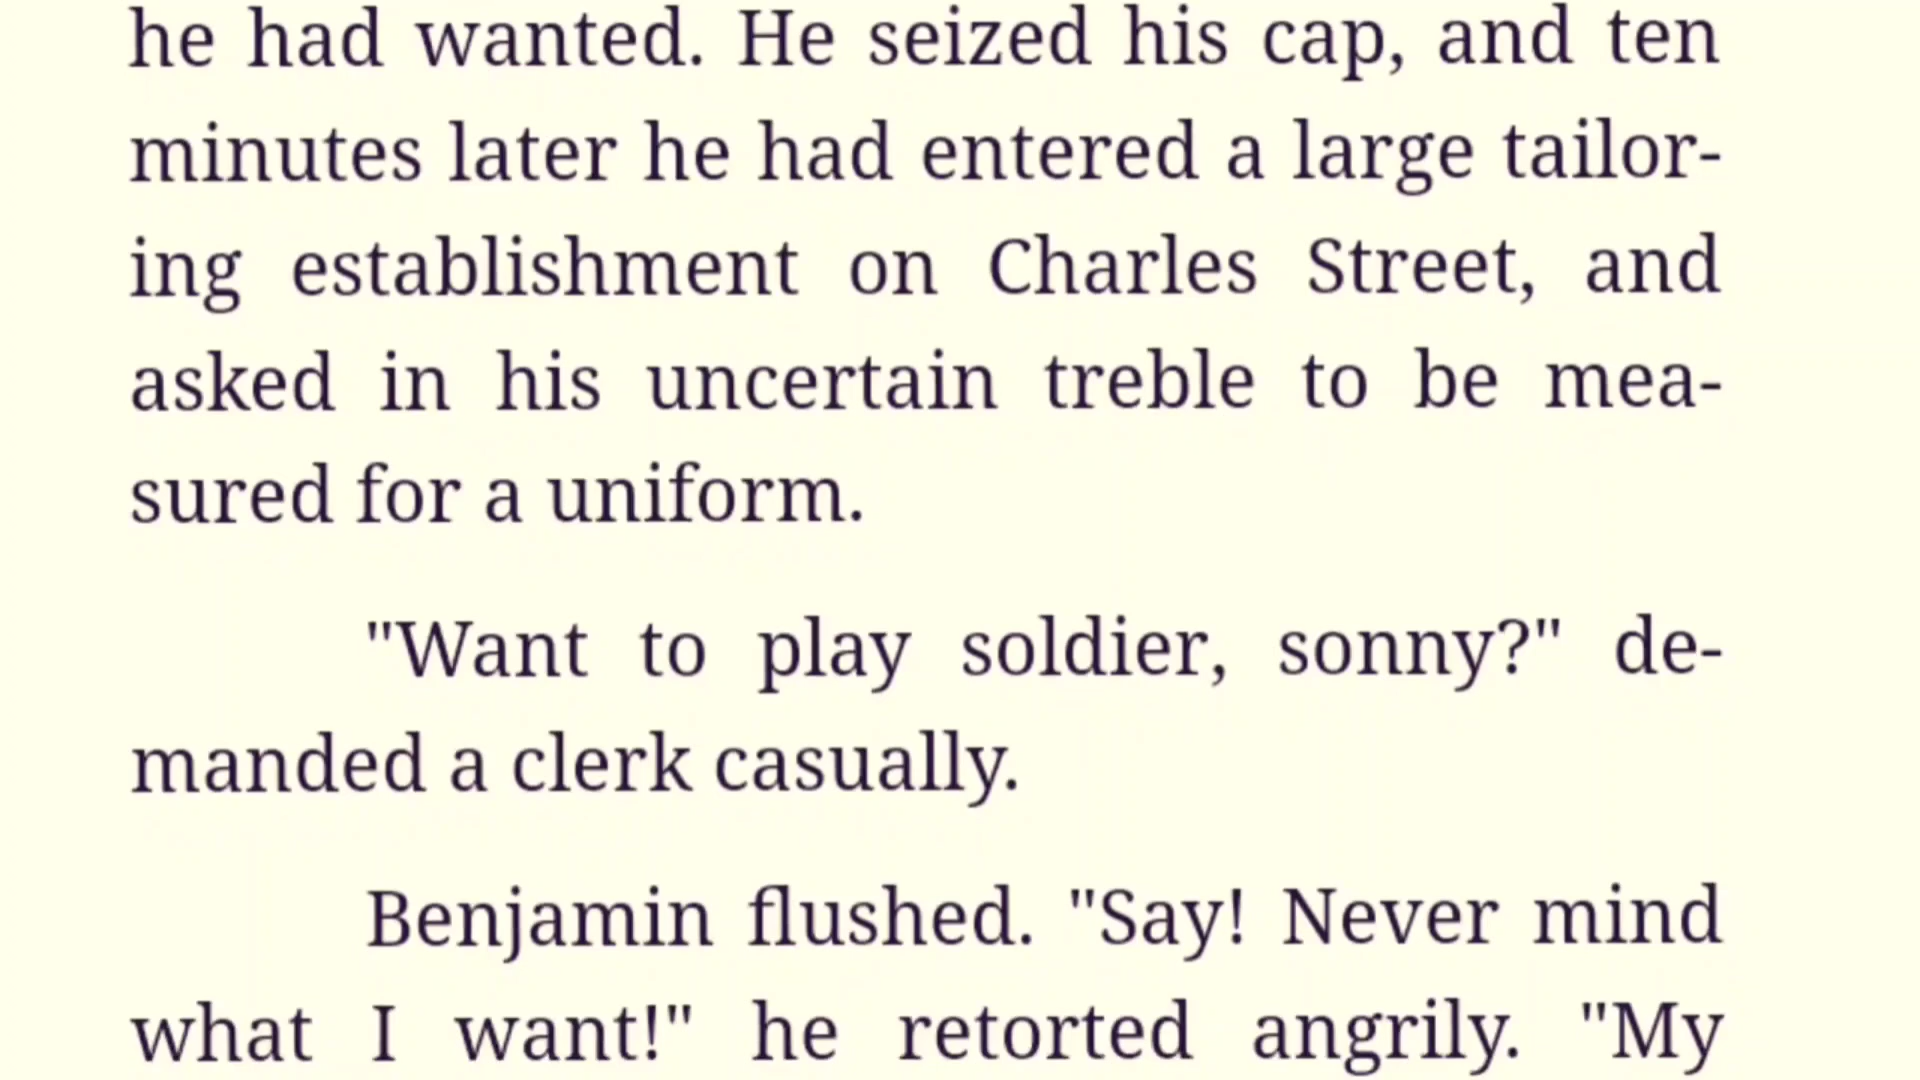 he had wanted. He seized his cap, and ten
minutes later he had entered a large tailor-
ing establishment on Charles Street, and
asked in his uncertain treble to be mea-
sured for a uniform.
"Want to play soldier, sonny?" de-
manded a clerk casually.
Benjamin flushed. "Say! Never mind
what I want!" he retorted angrily. "My